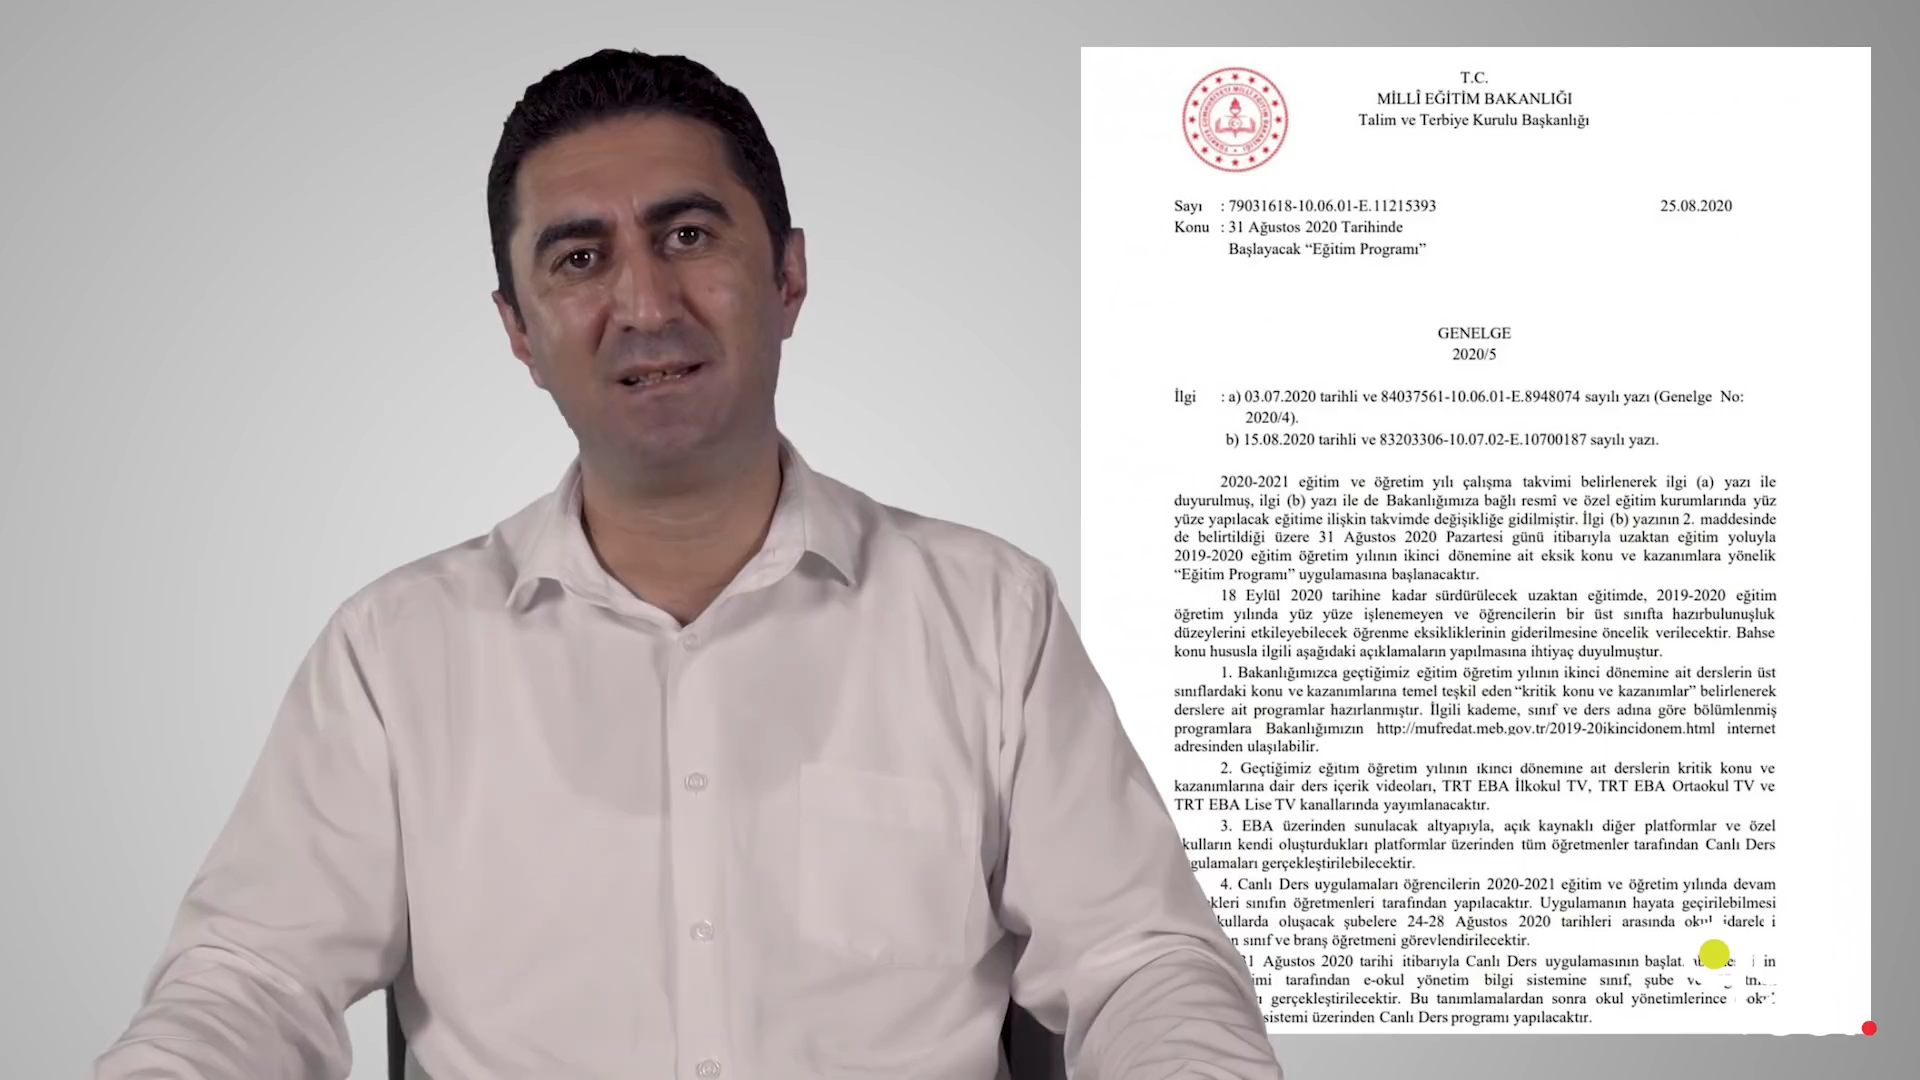 T.C.
MİLLÎ EĞİTİM BAKANLIĞI
Talim ve Terbiye Kurulu Başkanlığı
Sayı : 79031618-10.06.01-E.11215393 25.08.2020
Konu : 31 Ağustos 2020 Tarihinde
Başlayacak “Eğitim Programı”
GENELGE
2020/5
İlgi : a) 03.07.2020 tarihli ve 84037561-10.06.01-E.8948074 sayılı yazı (Genelge No:
2020/4).
b) 15.08.2020 tarihli ve 83203306-10.07.02-E.10700187 sayılı yazı.
2020-2021 eğitim ve öğretim yılı çalışma takvimi belirlenerek ilgi (a) yazı ile
duyurulmuş, ilgi (b) yazı ile de Bakanlığımıza bağlı resmî ve özel eğitim kurumlarında yüz
yüze yapılacak eğitime ilişkin takvimde değişikliğe gidilmiştir. İlgi (b) yazının 2. maddesinde
de belirtildiği üzere 31 Ağustos 2020 Pazartesi günü itibarıyla uzaktan eğitim yoluyla
2019-2020 eğitim öğretim yılının ikinci dönemine ait eksik konu ve kazanımlara yönelik
“Eğitim Programı” uygulamasına başlanacaktır.
18 Eylül 2020 tarihine kadar sürdürülecek uzaktan eğitimde, 2019-2020 eğitim
öğretim yılında yüz yüze işlenemeyen ve öğrencilerin bir üst sınıfta hazırbulunuşluk
düzeylerini etkileyebilecek öğrenme eksikliklerinin giderilmesine öncelik verilecektir. Bahse
konu hususla ilgili aşağıdaki açıklamaların yapılmasına ihtiyaç duyulmuştur.
1. Bakanlığımızca geçtiğimiz eğitim öğretim yılının ikinci dönemine ait derslerin üst
sınıflardaki konu ve kazanımlarına temel teşkil eden “kritik konu ve kazanımlar” belirlenerek
derslere ait programlar hazırlanmıştır. İlgili kademe, sınıf ve ders adına göre bölümlenmiş
programlara Bakanlığımızın http://mufredat.meb.gov.tr/2019-20ikincidonem.html internet
adresinden ulaşılabilir.
2. Geçtiğimiz eğitim öğretim yılının ikinci dönemine ait derslerin kritik konu ve
kazanımlarına dair ders içerik videoları, TRT EBA İlkokul TV, TRT EBA Ortaokul TV ve
TRT EBA Lise TV kanallarında yayımlanacaktır.
3. EBA üzerinden sunulacak altyapıyla, açık kaynaklı diğer platformlar ve özel
kulların kendi oluşturdukları platformlar üzerinden tüm öğretmenler tarafından Canlı Ders
gulamaları gerçekleştirilebilecektir.
4. Canlı Ders uygulamaları öğrencilerin 2020-2021 eğitim ve öğretim yılında devam
ekleri sınıfın öğretmenleri tarafından yapılacaktır. Uygulamanın hayata geçirilebilmesi
kullarda oluşacak şubelere 24-28 Ağustos 2020 tarihleri arasında
sınıf ve branş öğretmeni görevlendirilecektir.
Ağustos 2020 tarihi itibarıyla Canlı Ders uygulamasının
tarafından e-okul yönetim bilgi sistemine sınıf, şube
gerçekleştirilecektir. Bu tanımlamalardan sonra okul yönetimlerince
sistemi üzerinden Canlı Ders programı yapılacaktır.